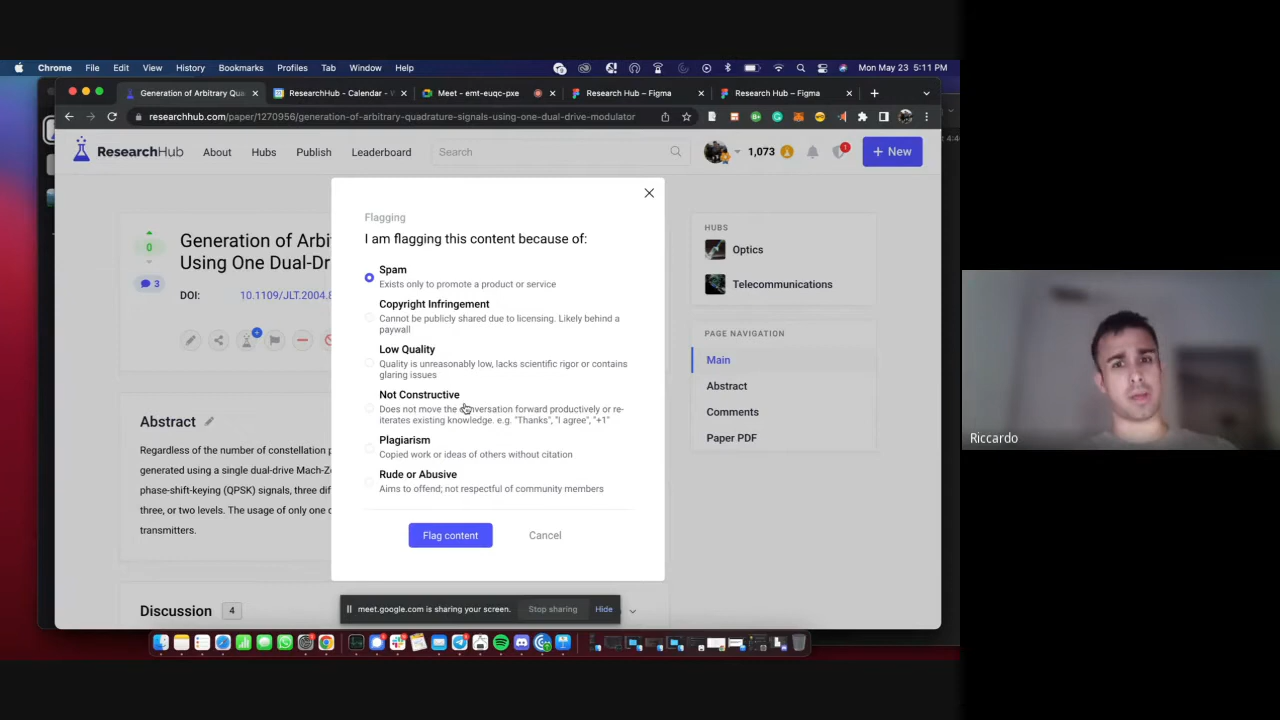 Chrome File Edit View History Bookmarks Profiles Tab Window Help
Mon May 23 5:11 PM
Generation of Arbitrary Qua
ResearchHub - Calendar - W
Meet - emt-euqc-pxe
Research Hub – Figma
Research Hub – Figma
researchhub.com/paper/1270956/generation-of-arbitrary-quadrature-signals-using-one-dual-drive-modulator
ResearchHub About Hubs Publish Leaderboard
Search
1,073
1
+ New
Flagging
I am flagging this content because of:
Spam
Exists only to promote a product or service
Copyright Infringement
Cannot be publicly shared due to licensing. Likely behind a
paywall
Low Quality
Quality is unreasonably low, lacks scientific rigor or contains
glaring issues
Not Constructive
Does not move the conversation forward productively or re-
iterates existing knowledge. e.g. "Thanks", "I agree", "+1"
Plagiarism
Copied work or ideas of others without citation
Rude or Abusive
Aims to offend; not respectful of community members
Flag content
Cancel
0
Generation of Arbi
Using One Dual-Dr
3
DOI: 10.1109/JLT.2004.8
Abstract
Regardless of the number of constellation p
generated using a single dual-drive Mach-Ze
phase-shift-keying (QPSK) signals, three dif
three, or two levels. The usage of only one d
transmitters.
Discussion 4
HUBS
Optics
Telecommunications
PAGE NAVIGATION
Main
Abstract
Comments
Paper PDF
meet.google.com is sharing your screen.
Stop sharing
Hide
Riccardo